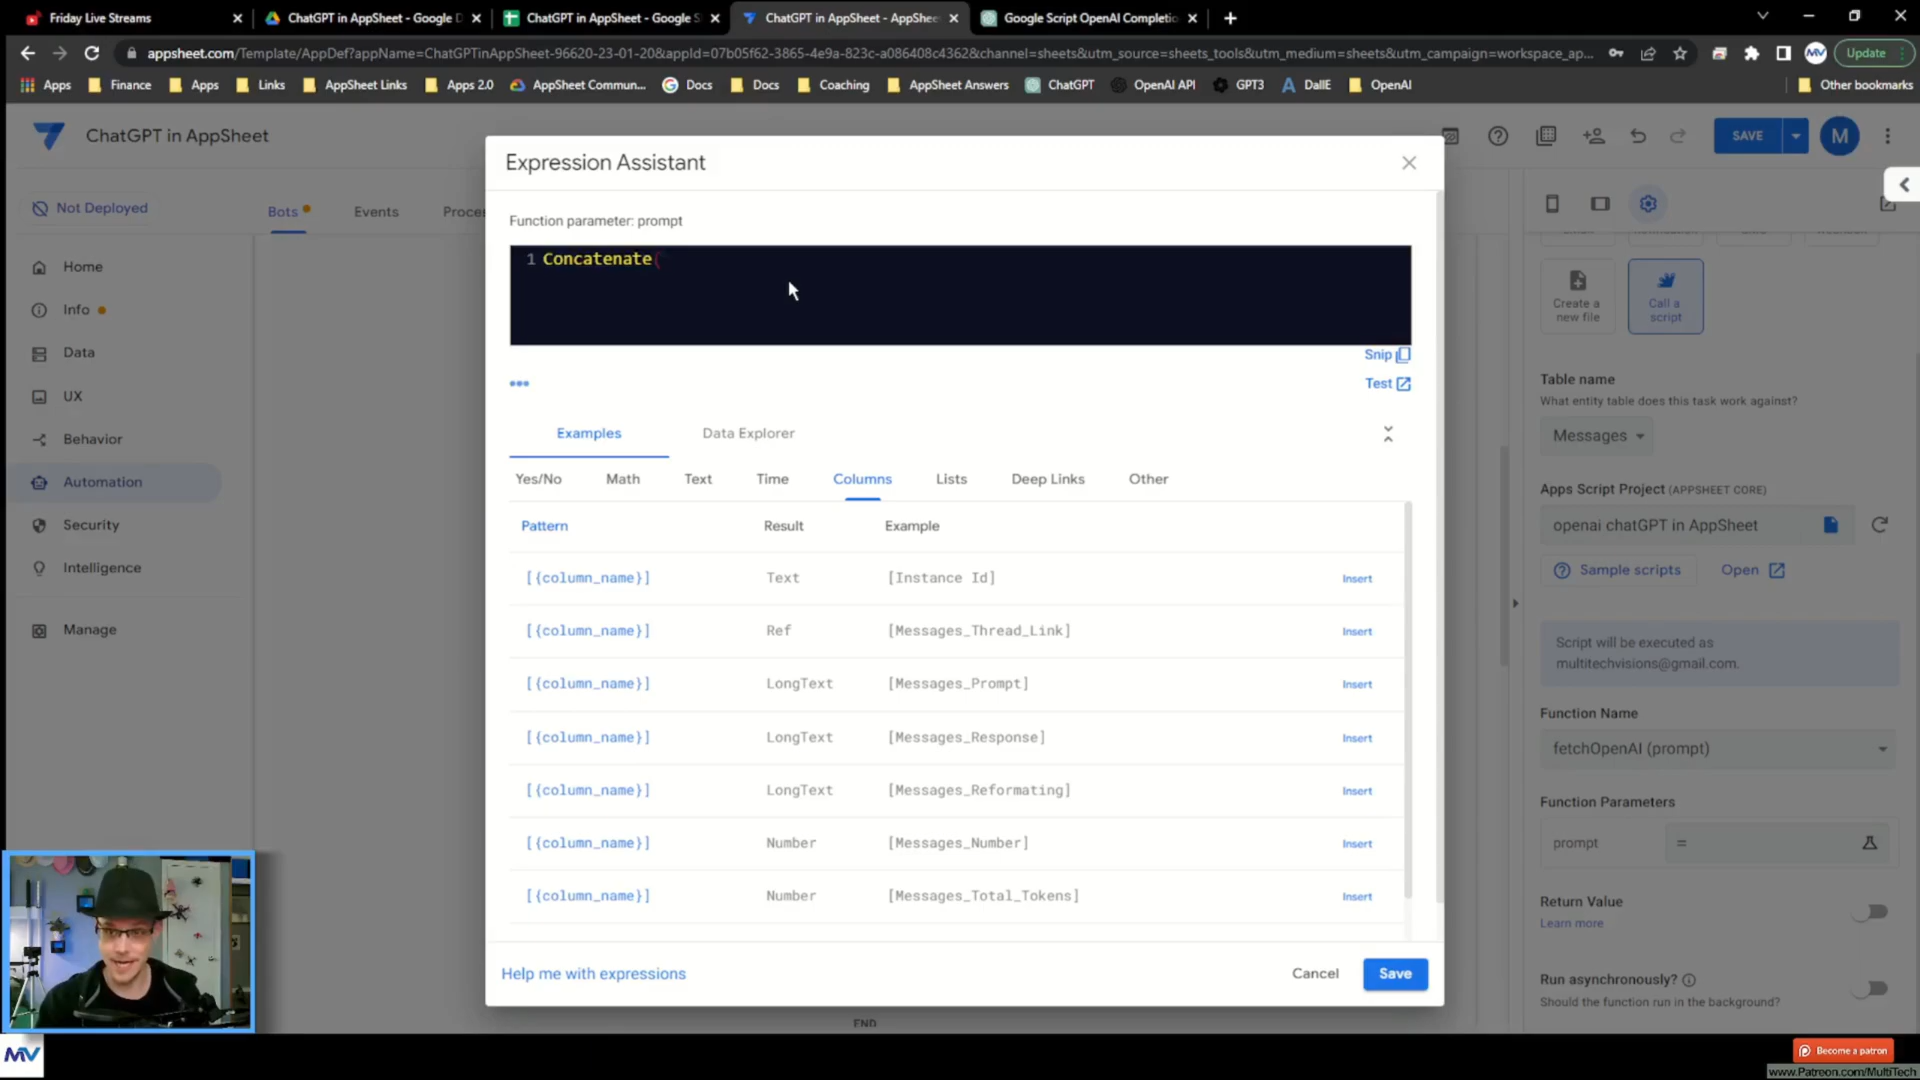 Friday Live Streams
ChatGPT in AppSheet - Google D
ChatGPT in AppSheet - Google S
ChatGPT in AppSheet - AppShee
Google Script OpenAI Completio
appsheet.com/Template/AppDef?appName=ChatGPTinAppSheet-96620-23-01-20&appId=07b05f62-3865-4e9a-823c-a086408c4362&channel=sheets&utm_source=sheets_tools&utm_medium=sheets&utm_campaign=workspace_ap...
MV
Update
Apps
Finance
Apps
Links
AppSheet Links
Apps 2.0
AppSheet Commun...
Docs
Docs
Coaching
AppSheet Answers
ChatGPT
OpenAI API
GPT3
DallE
OpenAI
Other bookmarks
ChatGPT in AppSheet
SAVE
M
Expression Assistant
Not Deployed
Bots
Events
Proces
Function parameter: prompt
1 Concatenate(
Snip
Test
Home
Info
Data
UX
Behavior
Automation
Security
Intelligence
Manage
Examples
Data Explorer
Yes/No
Math
Text
Time
Columns
Lists
Deep Links
Other
Pattern
Result
Example
[{column_name}]
Text
[Instance Id]
Insert
[{column_name}]
Ref
[Messages_Thread_Link]
Insert
[{column_name}]
LongText
[Messages_Prompt]
Insert
[{column_name}]
LongText
[Messages_Response]
Insert
[{column_name}]
LongText
[Messages_Reformating]
Insert
[{column_name}]
Number
[Messages_Number]
Insert
[{column_name}]
Number
[Messages_Total_Tokens]
Insert
Help me with expressions
Cancel
Save
END
Create a
new file
Call a
script
Table name
What entity table does this task work against?
Messages
Apps Script Project (APPSHEET CORE)
openai chatGPT in AppSheet
Sample scripts
Open
Script will be executed as
multitechvisions@gmail.com.
Function Name
fetchOpenAI (prompt)
Function Parameters
prompt
=
Return Value
Learn more
Run asynchronously?
Should the function run in the background?
MV
Become a patron
www.Patreon.com/MultiTech